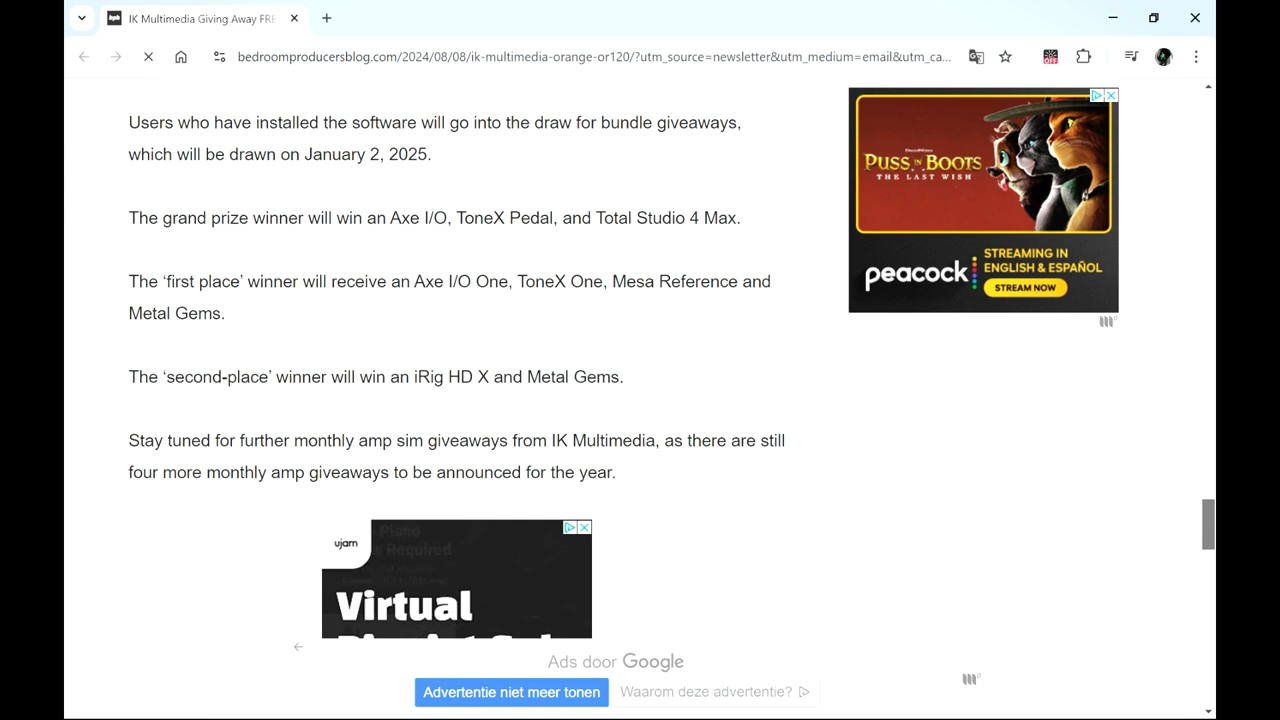 IK Multimedia Giving Away FRE
bedroomproducersblog.com/2024/08/08/ik-multimedia-orange-or120/?utm_source=newsletter&utm_medium=email&utm_ca...
OFF
Users who have installed the software will go into the draw for bundle giveaways,
which will be drawn on January 2, 2025.
The grand prize winner will win an Axe I/O, ToneX Pedal, and Total Studio 4 Max.
The ‘first place’ winner will receive an Axe I/O One, ToneX One, Mesa Reference and
Metal Gems.
The ‘second-place’ winner will win an iRig HD X and Metal Gems.
Stay tuned for further monthly amp sim giveaways from IK Multimedia, as there are still
four more monthly amp giveaways to be announced for the year.
DreamWorks
PUSS IN BOOTS
THE LAST WISH
peacock
STREAMING IN
ENGLISH & ESPAÑOL
STREAM NOW
ujam
Piano
Required
Virtual
Ads door Google
Advertentie niet meer tonen
Waarom deze advertentie?